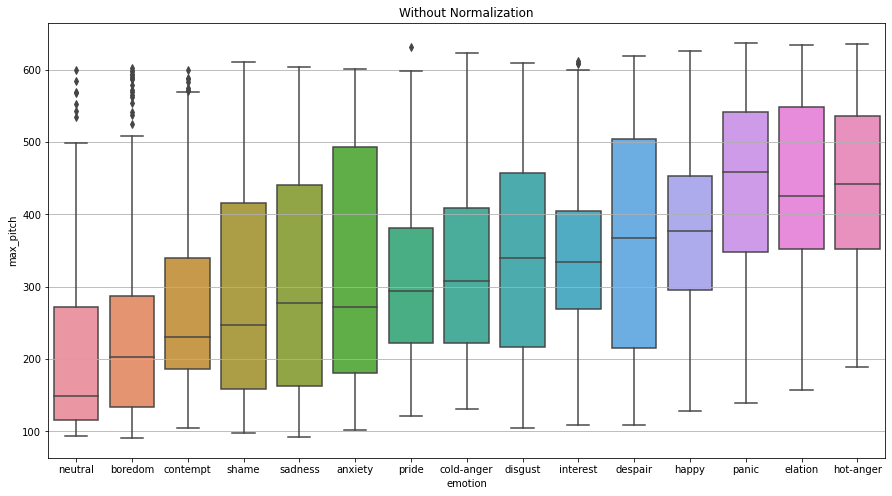 Without Normalization
max_pitch
600
500
400
300
200
100
neutral boredom contempt shame sadness anxiety pride cold-anger disgust interest despair happy panic elation hot-anger
emotion